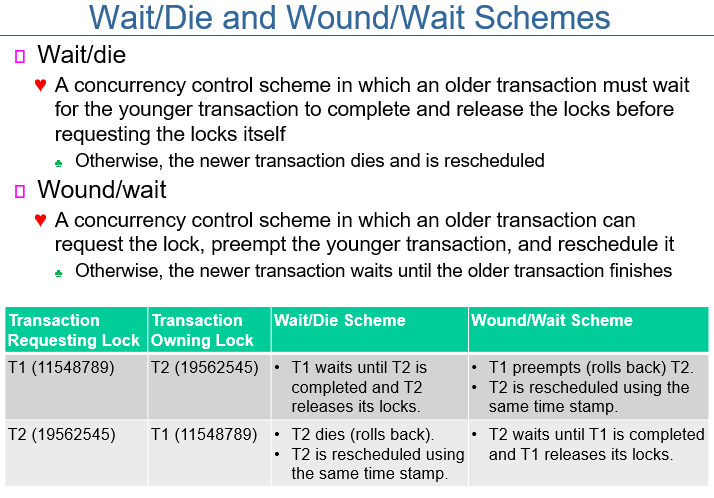 Wait/Die and Wound/Wait Schemes
Wait/die
A concurrency control scheme in which an older transaction must wait
for the younger transaction to complete and release the locks before
requesting the locks itself
Otherwise, the newer transaction dies and is rescheduled
Wound/wait
A concurrency control scheme in which an older transaction can
request the lock, preempt the younger transaction, and reschedule it
Otherwise, the newer transaction waits until the older transaction finishes
Transaction
Requesting Lock
Transaction
Owning Lock
Wait/Die Scheme
Wound/Wait Scheme
T1 (11548789)
T2 (19562545)
• T1 waits until T2 is
completed and T2
releases its locks.
• T1 preempts (rolls back) T2.
• T2 is rescheduled using the
same time stamp.
T2 (19562545)
T1 (11548789)
• T2 dies (rolls back).
• T2 is rescheduled using
the same time stamp.
• T2 waits until T1 is completed
and T1 releases its locks.